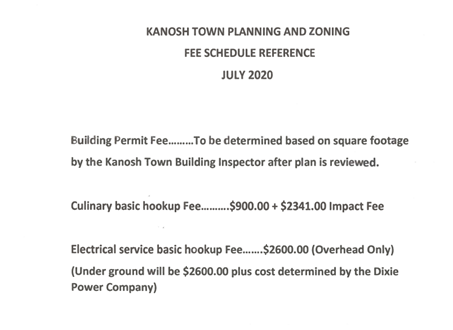 KANOSH TOWN PLANNING AND ZONING
FEE SCHEDULE REFERENCE
JULY 2020
Building Permit Fee.........To be determined based on square footage
by the Kanosh Town Building Inspector after plan is reviewed.
Culinary basic hookup Fee..........$900.00 + $2341.00 Impact Fee
Electrical service basic hookup Fee.......$2600.00 (Overhead Only)
(Under ground will be $2600.00 plus cost determined by the Dixie
Power Company)